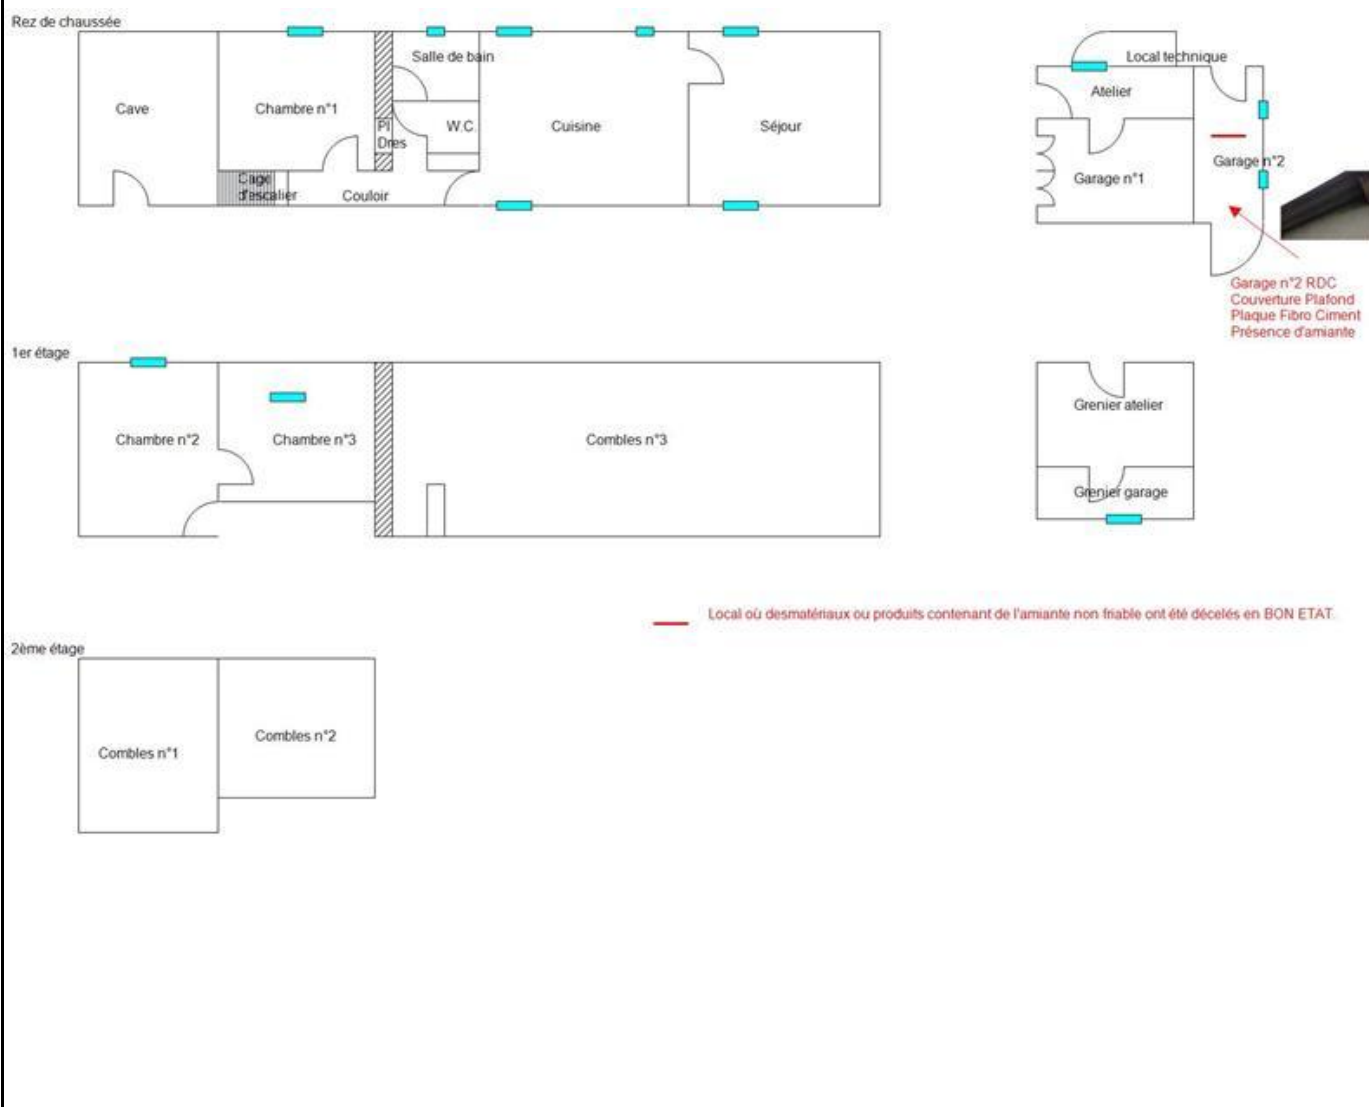 Rez de chaussée
Cave
Chambre n°1
Pl
Dres
Salle de bain
W.C.
Cuisine
Séjour
Cage
d'escalier
Couloir
Local technique
Atelier
Garage n°1
Garage n°2
Garage n°2 RDC
Couverture Plafond
Plaque Fibro Ciment
Présence d'amiante
1er étage
Chambre n°2
Chambre n°3
Combles n°3
Grenier atelier
Grenier garage
Local où desmatériaux ou produits contenant de l'amiante non friable ont été décelés en BON ETAT.
2ème étage
Combles n°1
Combles n°2